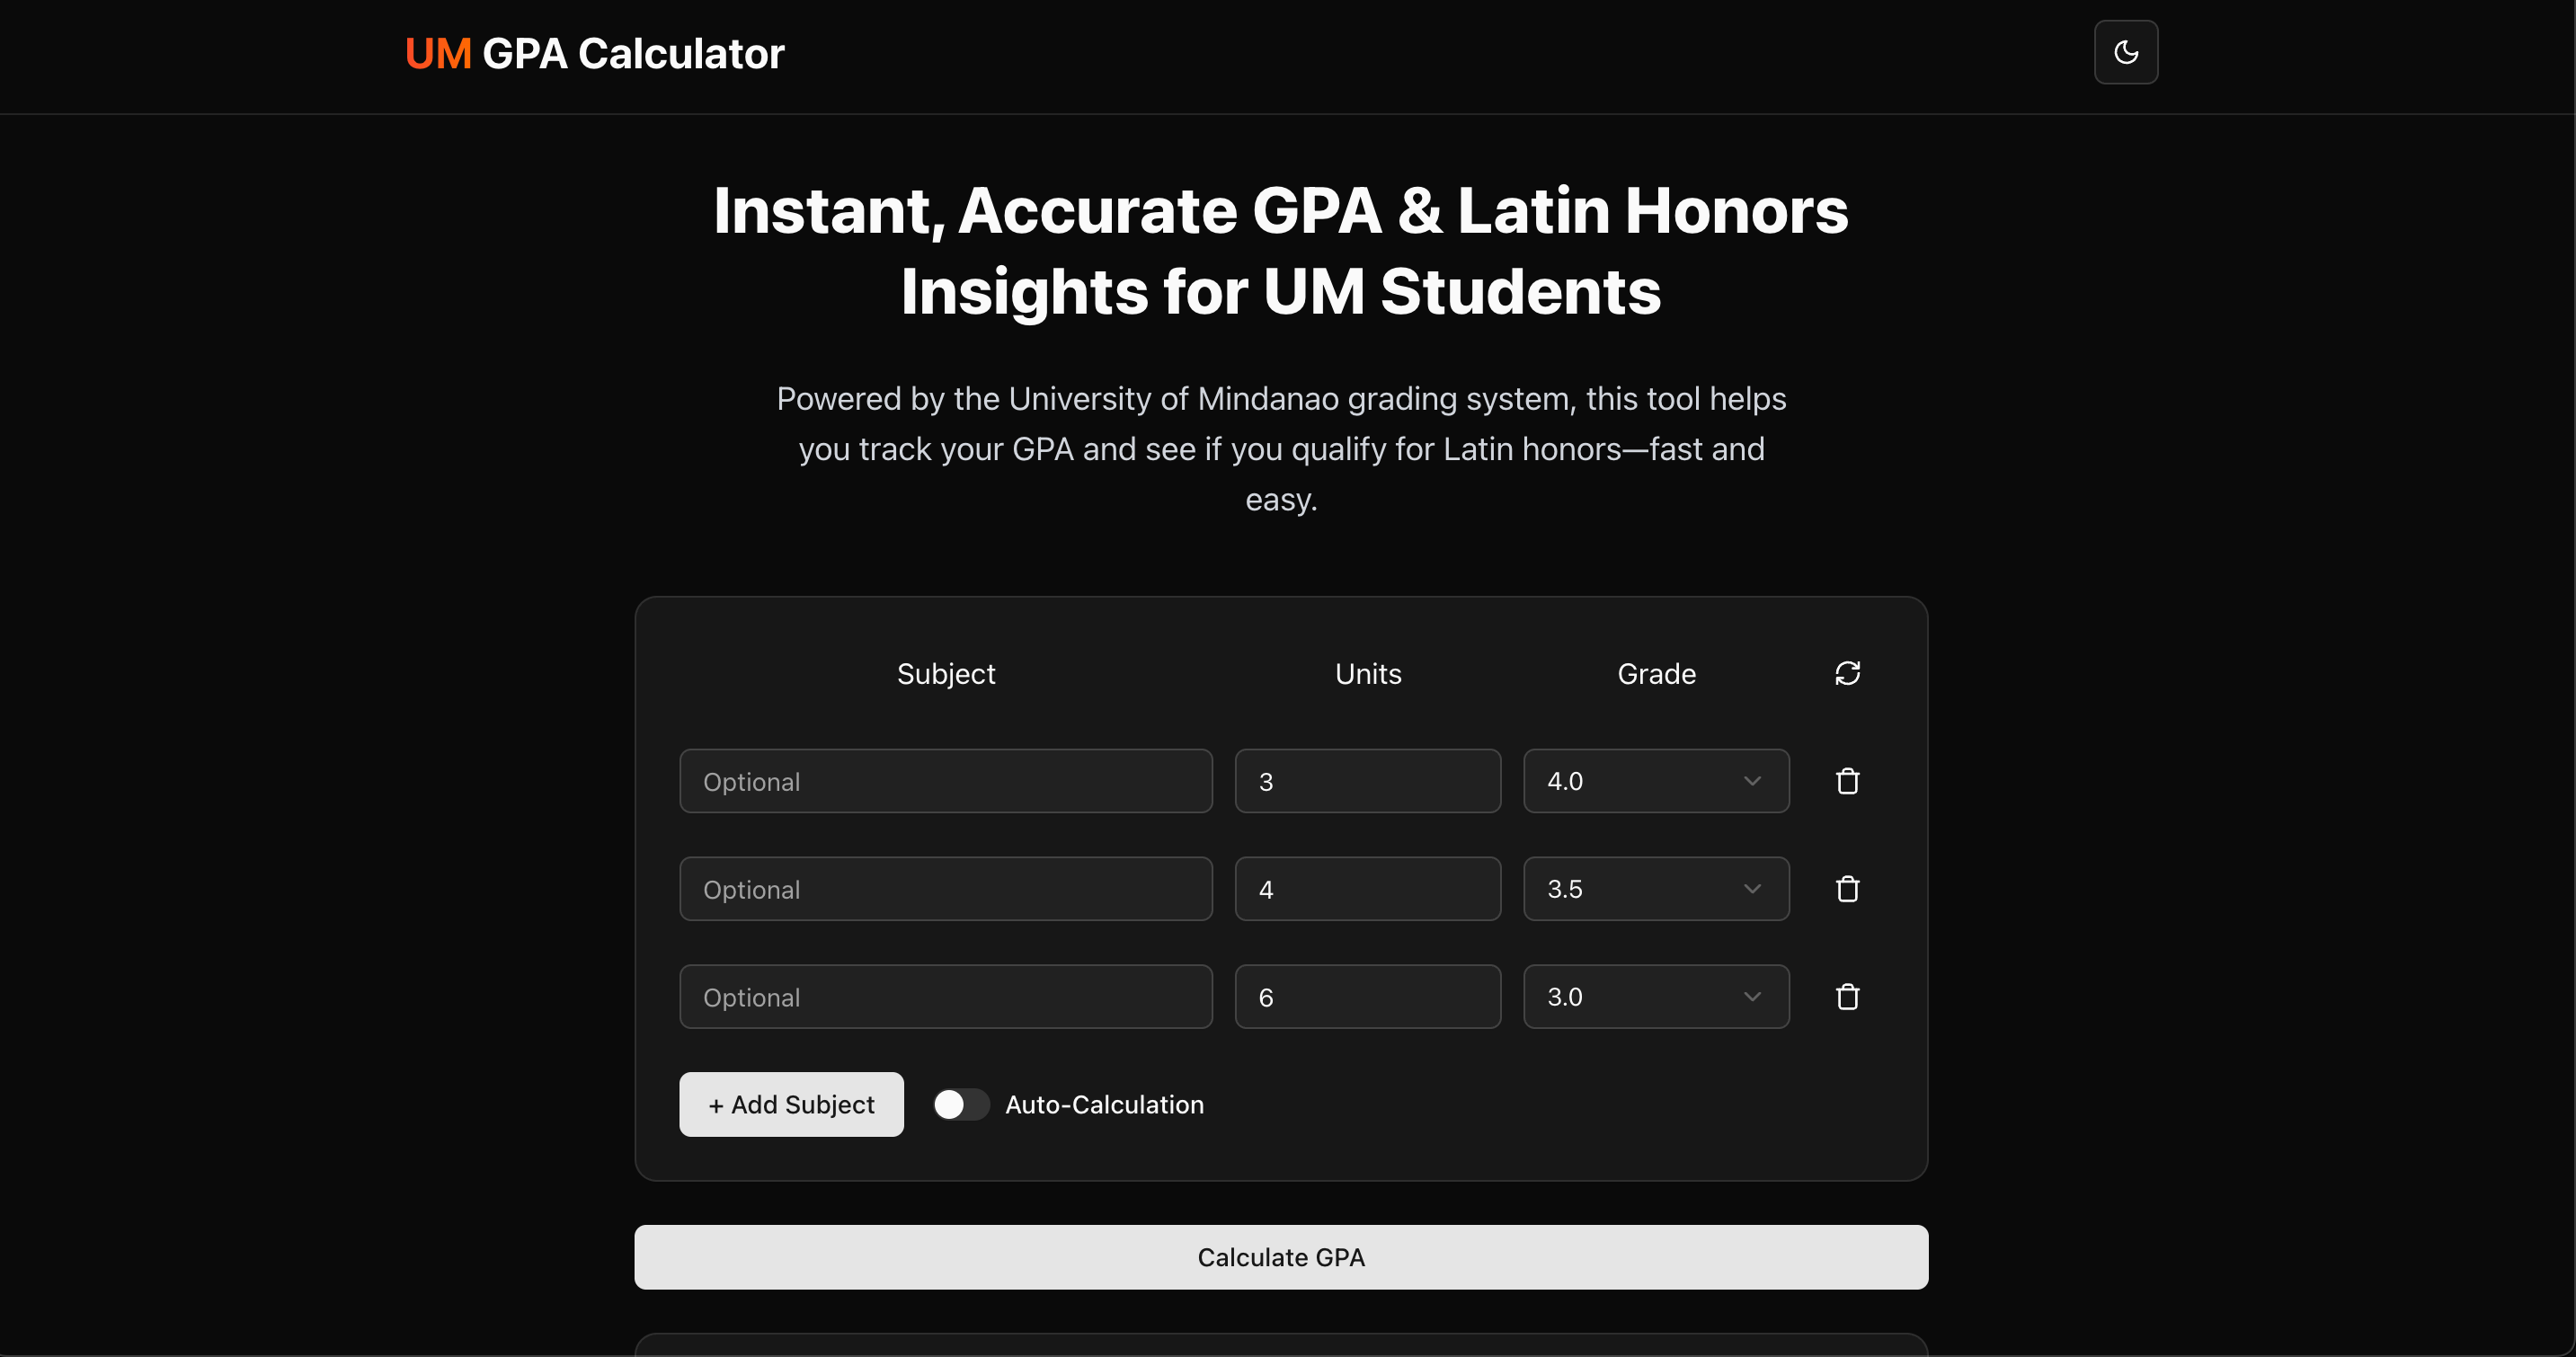 UM GPA Calculator
Instant, Accurate GPA & Latin Honors
Insights for UM Students
Powered by the University of Mindanao grading system, this tool helps
you track your GPA and see if you qualify for Latin honors—fast and
easy.
Subject Units Grade
Optional 3 4.0
Optional 4 3.5
Optional 6 3.0
+ Add Subject Auto-Calculation
Calculate GPA